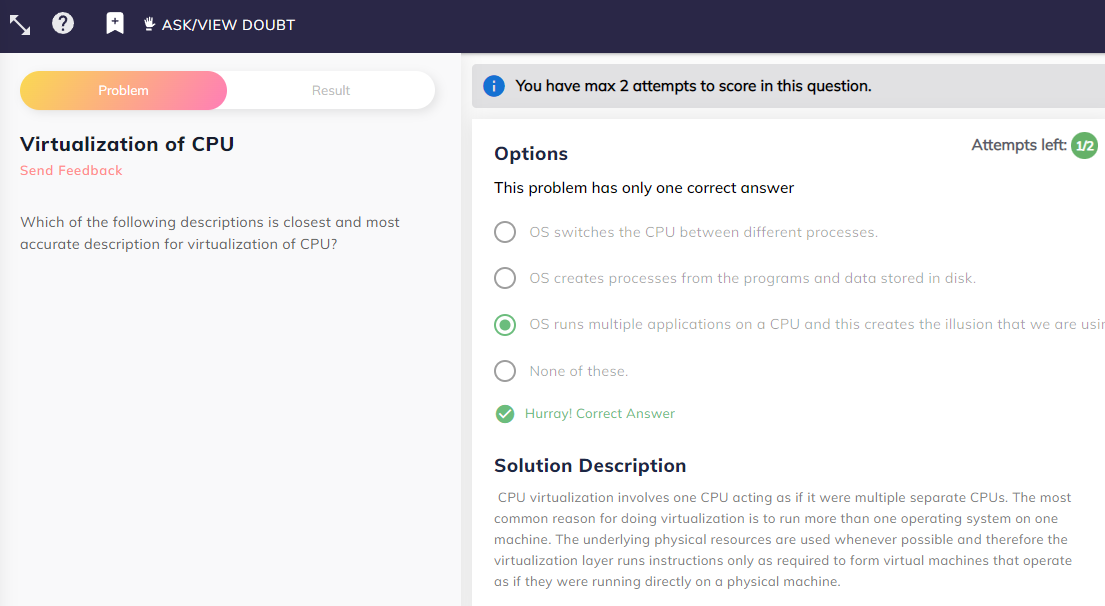 ASK/VIEW DOUBT
Problem
Result
Virtualization of CPU
Send Feedback
Which of the following descriptions is closest and most
accurate description for virtualization of CPU?
You have max 2 attempts to score in this question.
Attempts left: 1/2
Options
This problem has only one correct answer
OS switches the CPU between different processes.
OS creates processes from the programs and data stored in disk.
OS runs multiple applications on a CPU and this creates the illusion that we are
None of these.
Hurray! Correct Answer
Solution Description
CPU virtualization involves one CPU acting as if it were multiple separate CPUs. The most
common reason for doing virtualization is to run more than one operating system on one
machine. The underlying physical resources are used whenever possible and therefore the
virtualization layer runs instructions only as required to form virtual machines that operate
as if they were running directly on a physical machine.